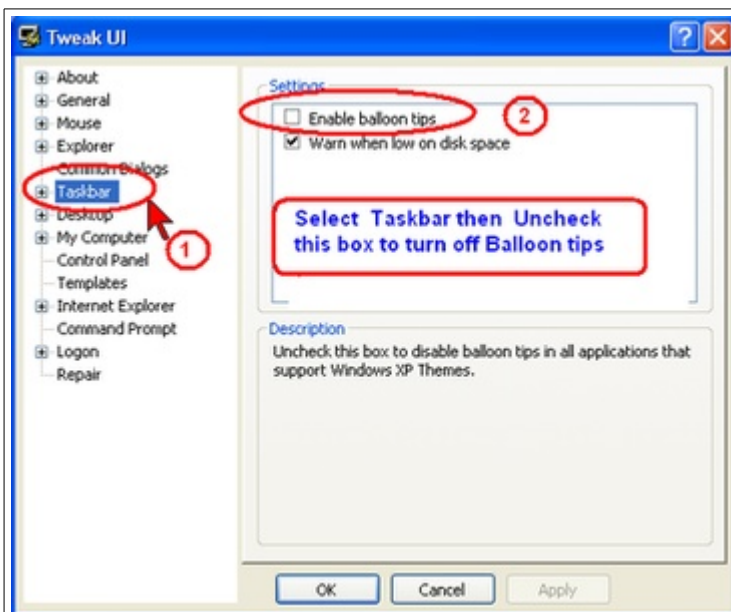 Tweak UI
About
General
Mouse
Explorer
Common Dialogs
Taskbar
Desktop
My Computer
Control Panel
Templates
Internet Explorer
Command Prompt
Logon
Repair
1
Settings
Enable balloon tips
2
Warn when low on disk space
Select Taskbar then Uncheck
this box to turn off Balloon tips
Description
Uncheck this box to disable balloon tips in all applications that
support Windows XP Themes.
OK Cancel Apply